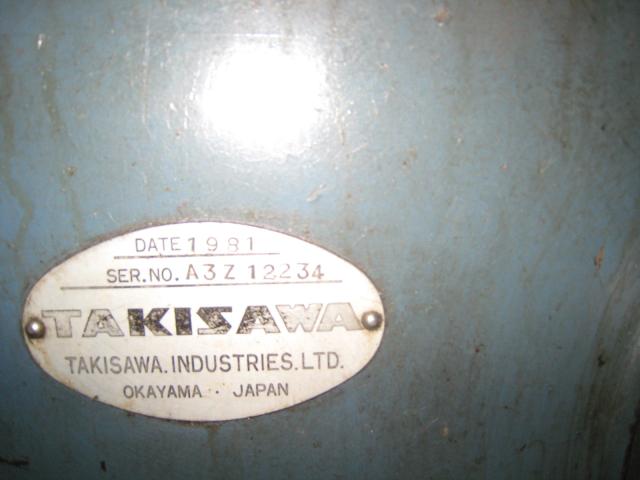 DATE 1981
SER.NO. A3Z 12234
TAKISAWA
TAKISAWA.INDUSTRIES.LTD.
OKAYAMA · JAPAN